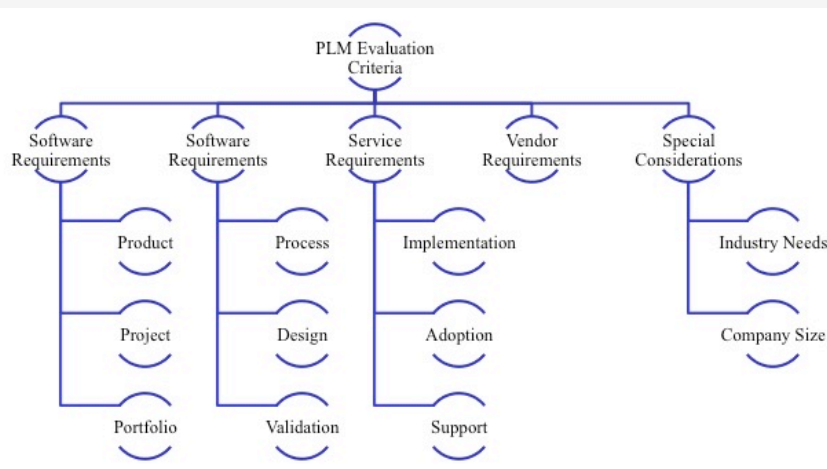 PLM Evaluation
Criteria
Software
Requirements
Software
Requirements
Service
Requirements
Vendor
Requirements
Special
Considerations
Product
Process
Implementation
Industry Needs
Project
Design
Adoption
Company Size
Portfolio
Validation
Support